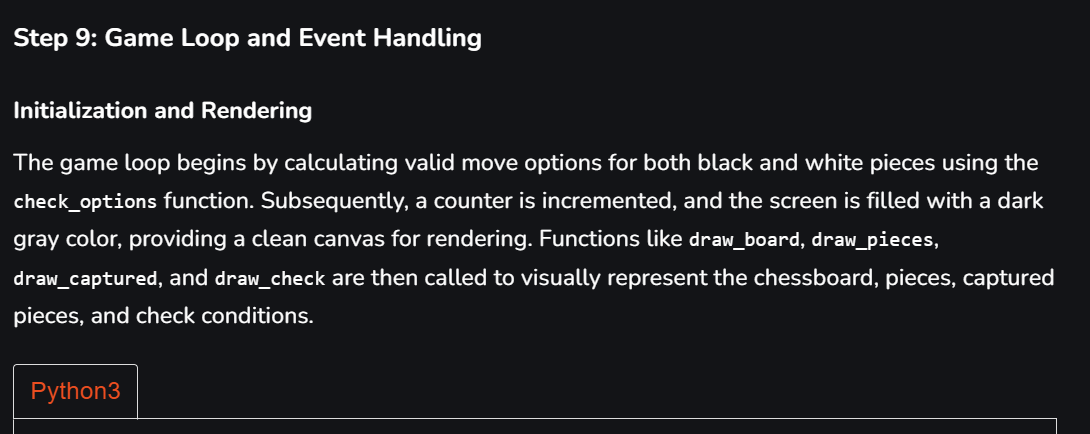 Step 9: Game Loop and Event Handling
Initialization and Rendering
The game loop begins by calculating valid move options for both black and white pieces using the
check_options function. Subsequently, a counter is incremented, and the screen is filled with a dark
gray color, providing a clean canvas for rendering. Functions like draw_board, draw_pieces,
draw_captured, and draw_check are then called to visually represent the chessboard, pieces, captured
pieces, and check conditions.
Python3